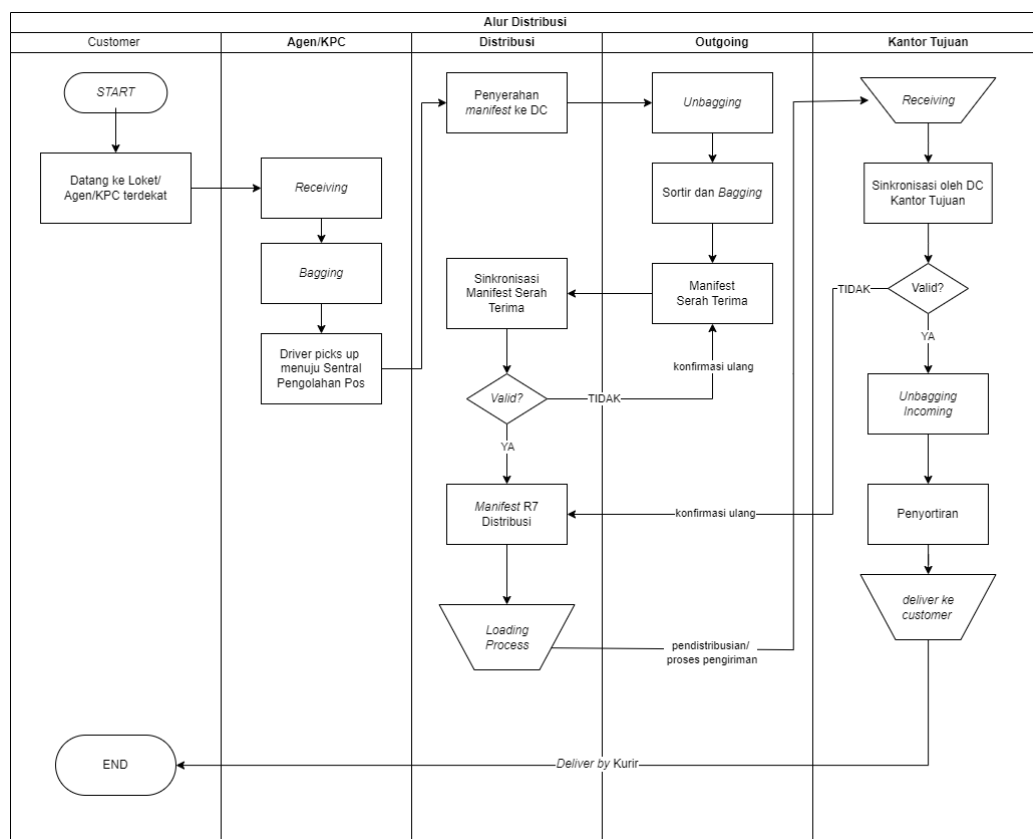 Alur Distribusi
Customer
Agen/KPC
Distribusi
Outgoing
Kantor Tujuan
START
Datang ke Loket/
Agen/KPC terdekat
Receiving
Bagging
Driver picks up
menuju Sentral
Pengolahan Pos
Penyerahan
manifest ke DC
Sinkronisasi
Manifest Serah
Terima
Valid?
TIDAK
YA
Manifest R7
Distribusi
Loading
Process
Unbagging
Sortir dan Bagging
Manifest
Serah Terima
konfirmasi ulang
konfirmasi ulang
pendistribusian/
proses pengiriman
Receiving
Sinkronisasi oleh DC
Kantor Tujuan
Valid?
TIDAK
YA
Unbagging
Incoming
Penyortiran
deliver ke
customer
Deliver by Kurir
END